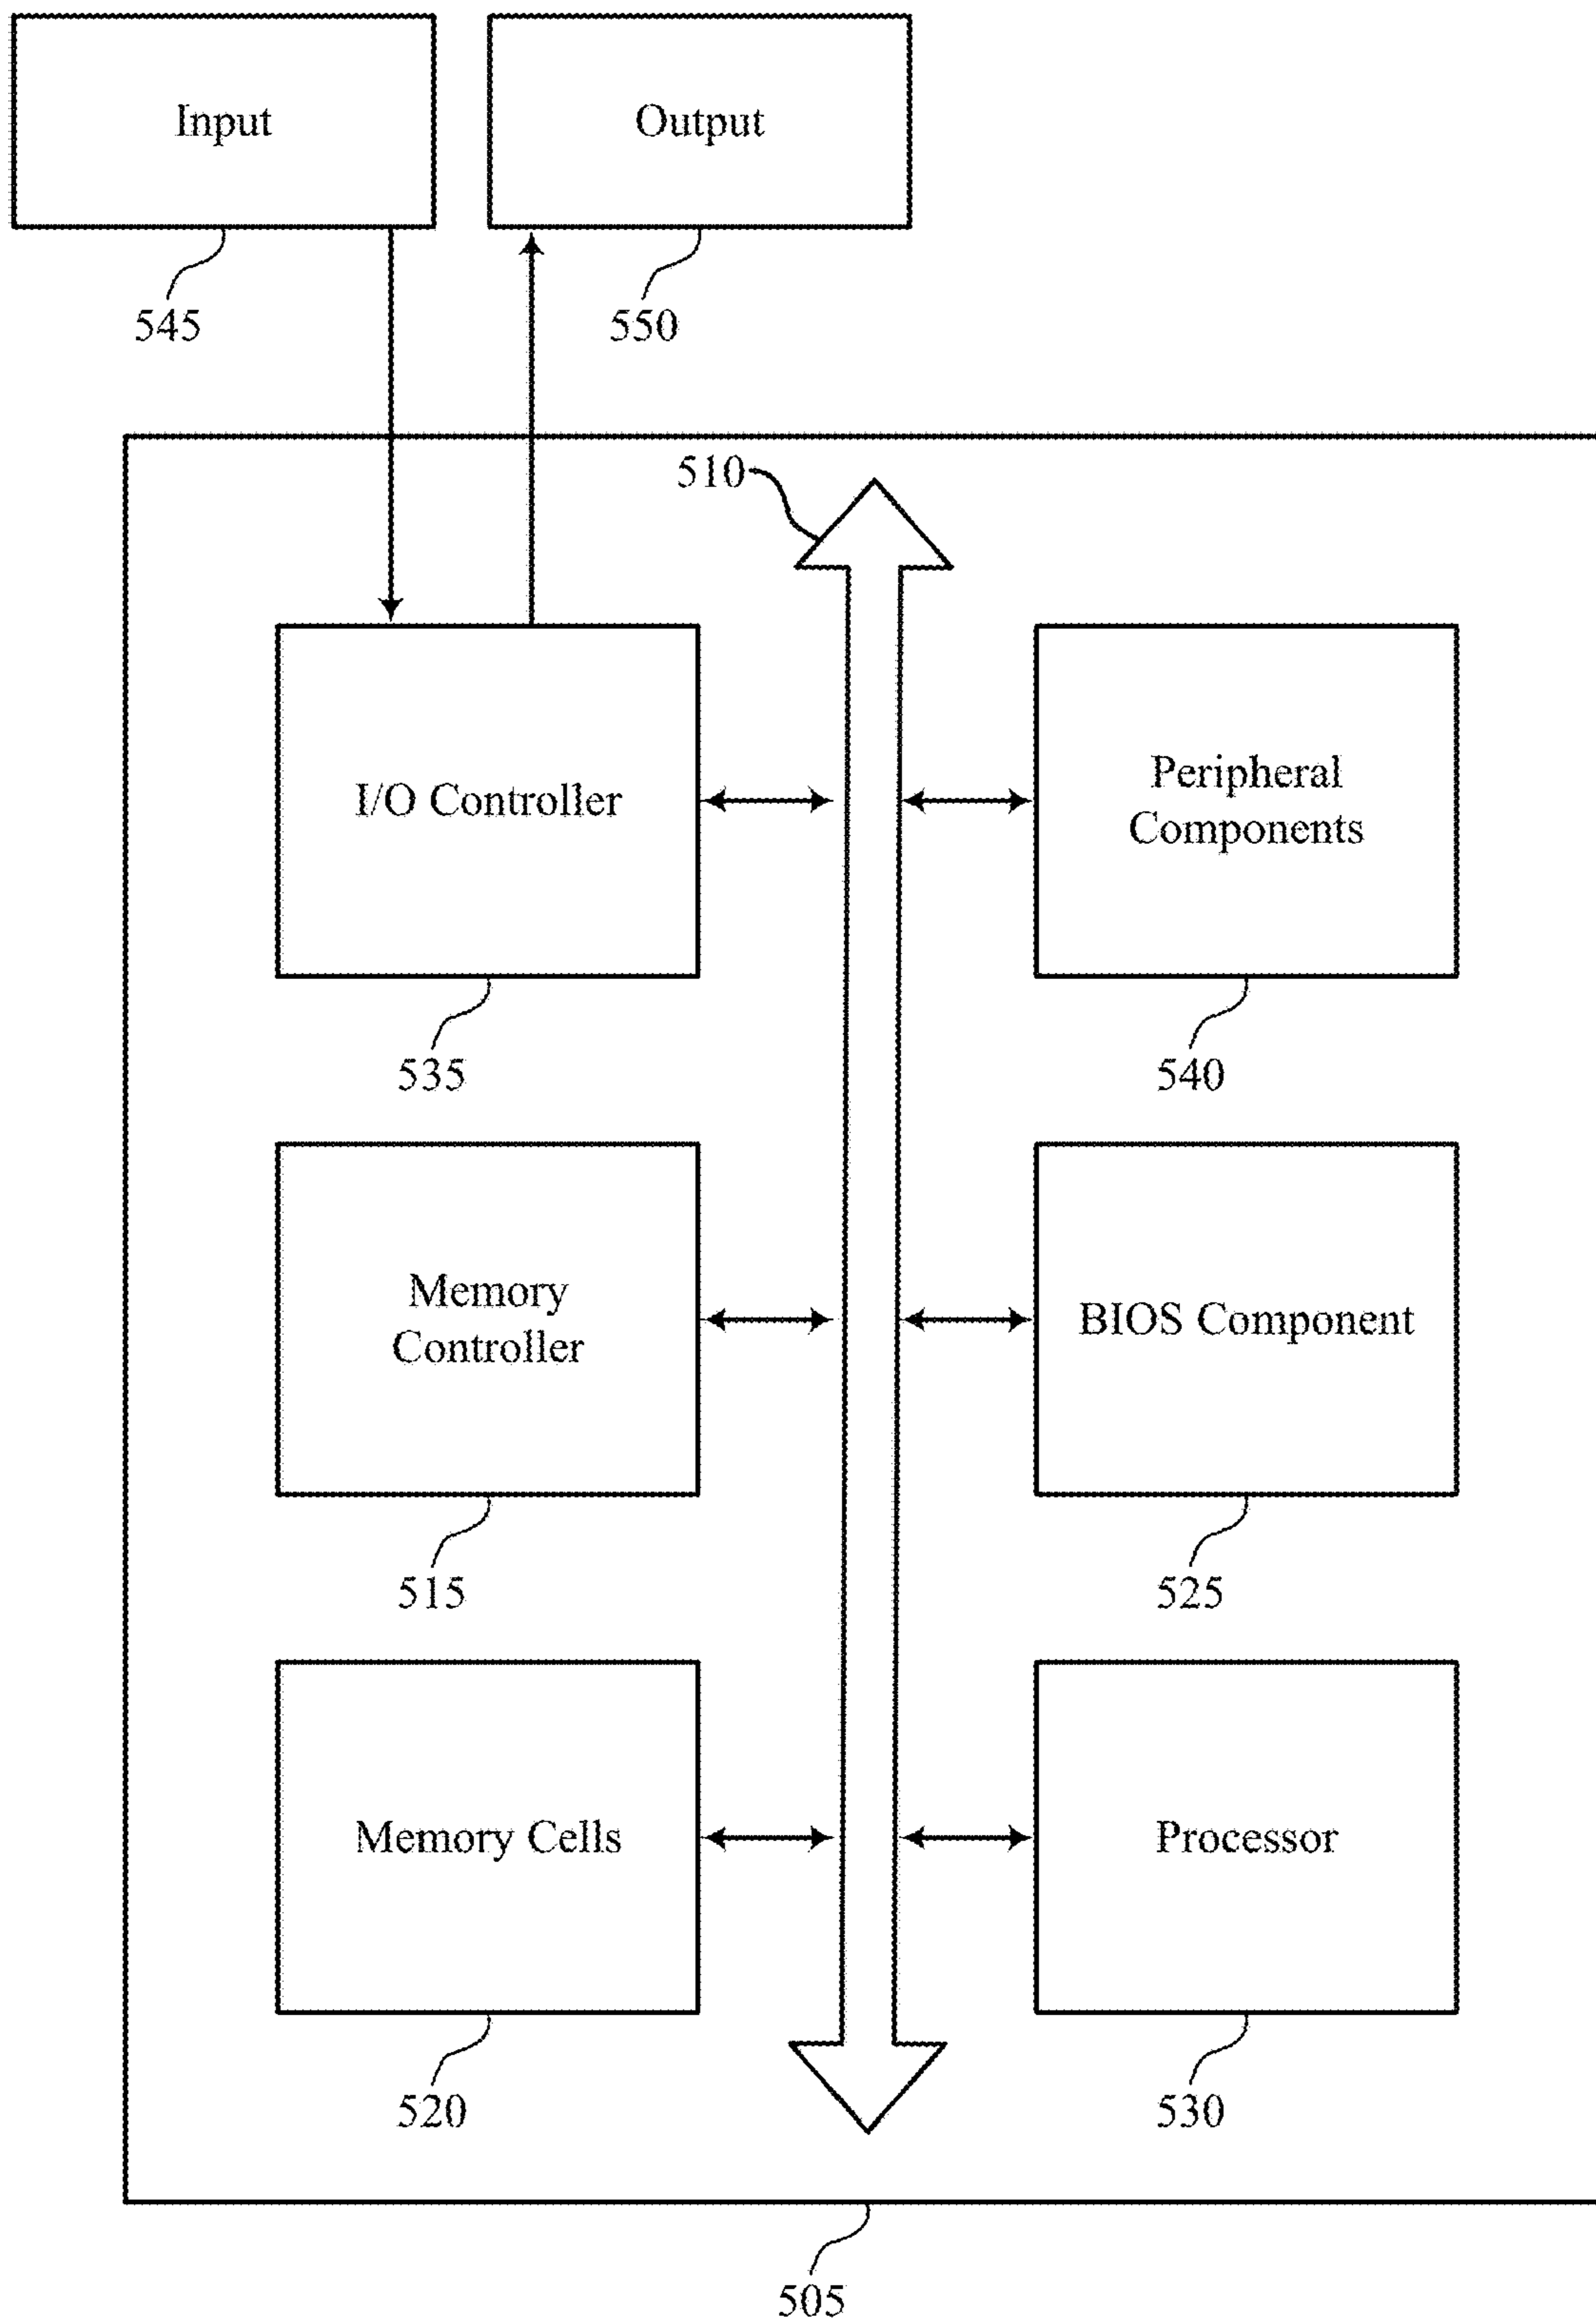 Input
Output
545
550
510
I/O Controller
Peripheral
Components
535
540
Memory
Controller
BIOS Component
515
525
Memory Cells
Processor
520
530
505